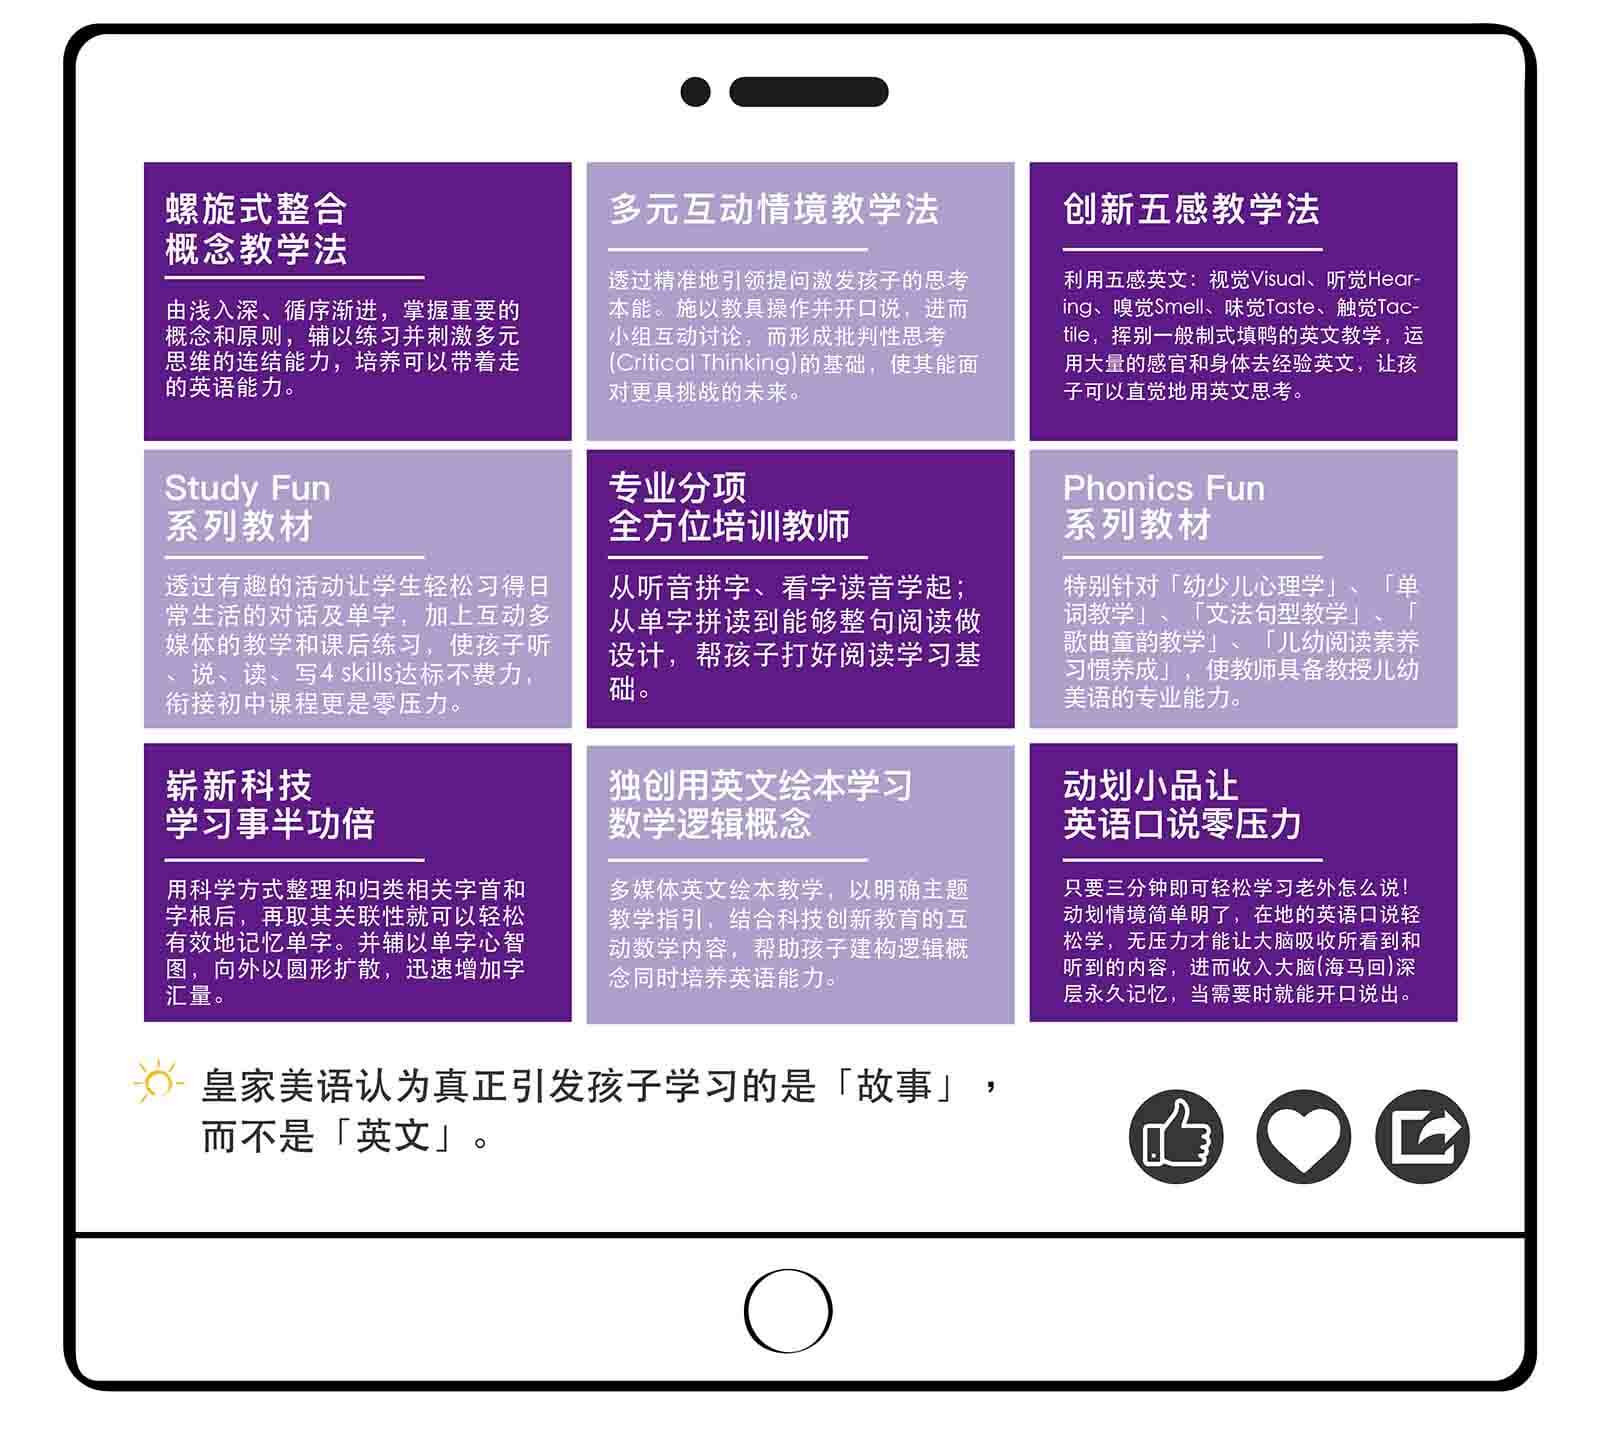 螺旋式整合
概念教学法
由浅入深、循序渐进，掌握重要的
概念和原则，辅以练习并刺激多元
思维的连结能力，培养可以带着走
的英语能力。
多元互动情境教学法
透过精准地引领提问激发孩子的思考
本能。施以教具操作并开口说，进而
小组互动讨论，而形成批判性思考
(Critical Thinking)的基础，使其能面
对更具挑战的未来。
创新五感教学法
利用五感英文：视觉Visual、听觉Hear-
ing、嗅觉Smell、味觉Taste、触觉Tac-
tile，挥别一般制式填鸭的英文教学，运
用大量的感官和身体去经验英文，让孩
子可以直觉地用英文思考。
Study Fun
系列教材
透过有趣的活动让学生轻松习得日
常生活的对话及单字，加上互动多
媒体的教学和课后练习，使孩子听
、说、读、写4 skills达标不费力，
衔接初中课程更是零压力。
专业分项
全方位培训教师
从听音拼字、看字读音学起；
从单字拼读到能够整句阅读做
设计，帮孩子打好阅读学习基
础。
Phonics Fun
系列教材
特别针对「幼少儿心理学」、「单
词教学」、「文法句型教学」、「
歌曲童韵教学」、「儿幼阅读素养
习惯养成」，使教师具备教授儿幼
美语的专业能力。
崭新科技
学习事半功倍
用科学方式整理和归类相关字首和
字根后，再取其关联性就可以轻松
有效地记忆单字。并辅以单字心智
图，向外以圆形扩散，迅速增加字
汇量。
独创用英文绘本学习
数学逻辑概念
多媒体英文绘本教学，以明确主题
教学指引，结合科技创新教育的互
动数学内容，帮助孩子建构逻辑概
念同时培养英语能力。
动划小品让
英语口说零压力
只要三分钟即可轻松学习老外怎么说！
动划情境简单明了，在地的英语口说轻
松学，无压力才能让大脑吸收所看到和
听到的内容，进而收入大脑(海马回)深
层永久记忆，当需要时就能开口说出。
皇家美语认为真正引发孩子学习的是「故事」，
而不是「英文」。